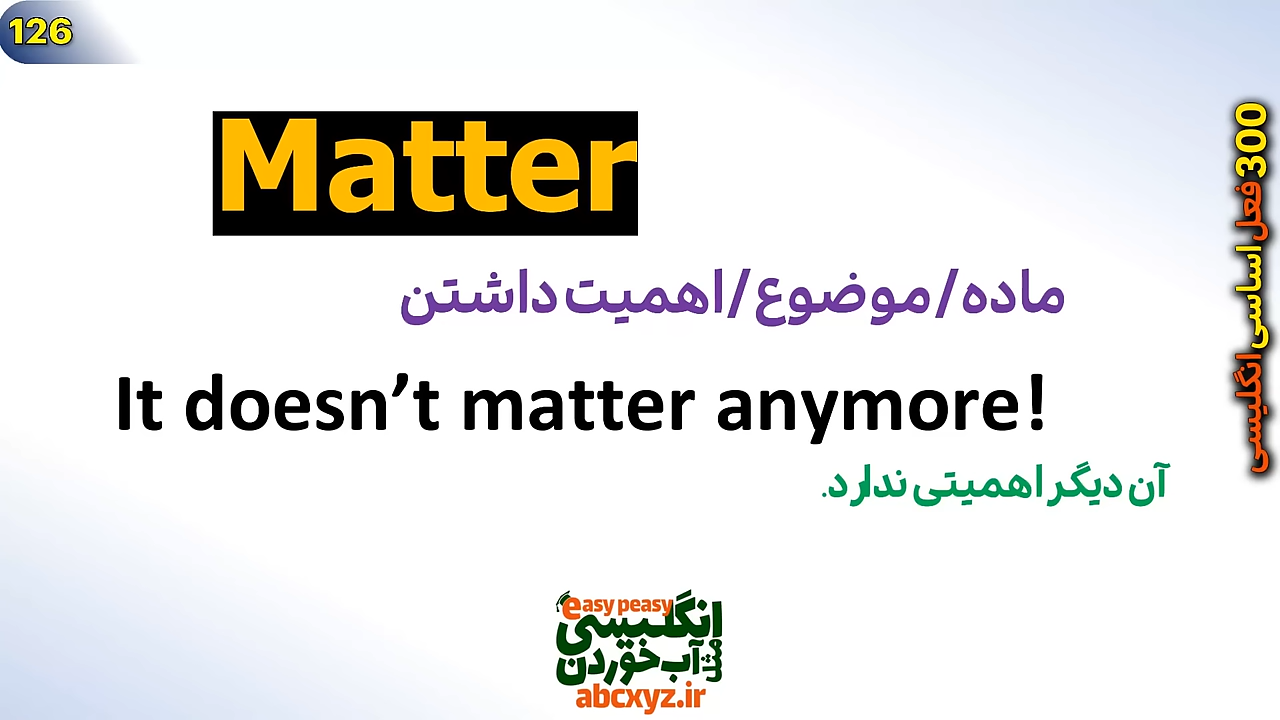 126
Matter
ماده/موضوع/اهمیت داشتن
It doesn’t matter anymore!
آن دیگر اهمیتی ندارد.
300 فعل اساسی انگلیسی
easy peasy
انگلیسی
مثل آب خوردن
abcxyz.ir